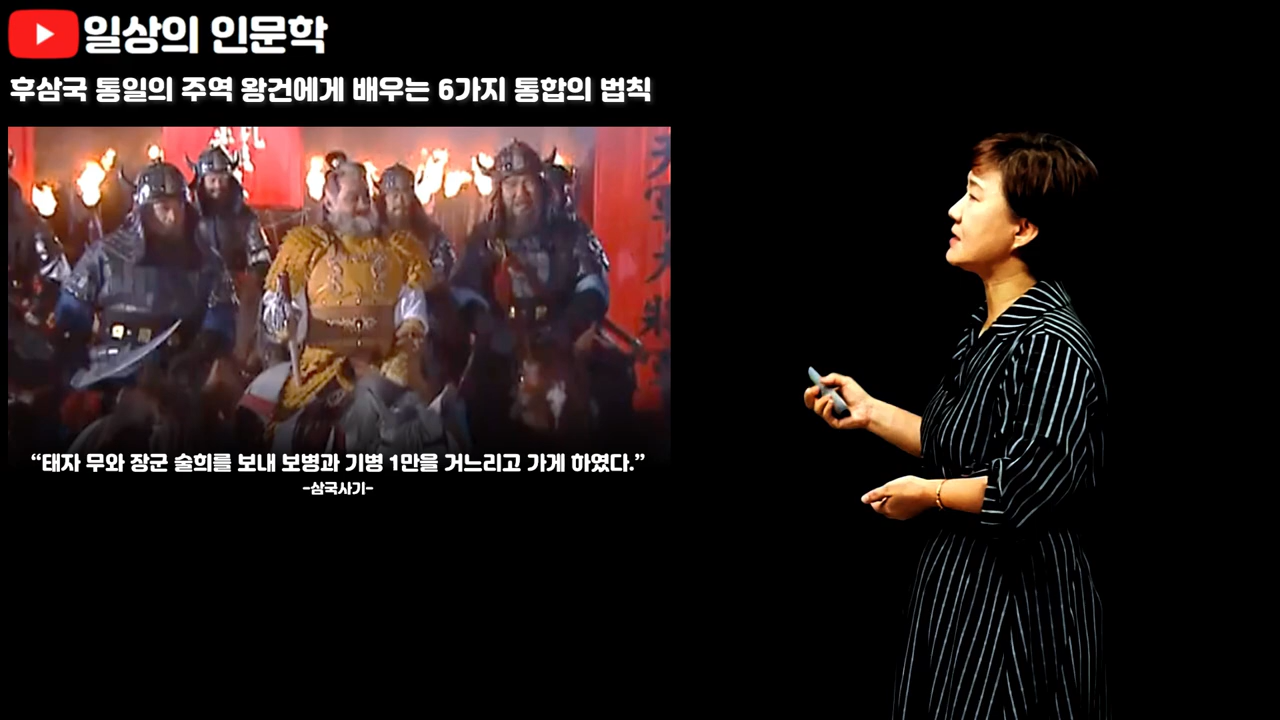 일상의 인문학
후삼국 통일의 주역 왕건에게 배우는 6가지 통합의 법칙
“태자 무와 장군 술희를 보내 보병과 기병 1만을 거느리고 가게 하였다.”
-삼국사기-